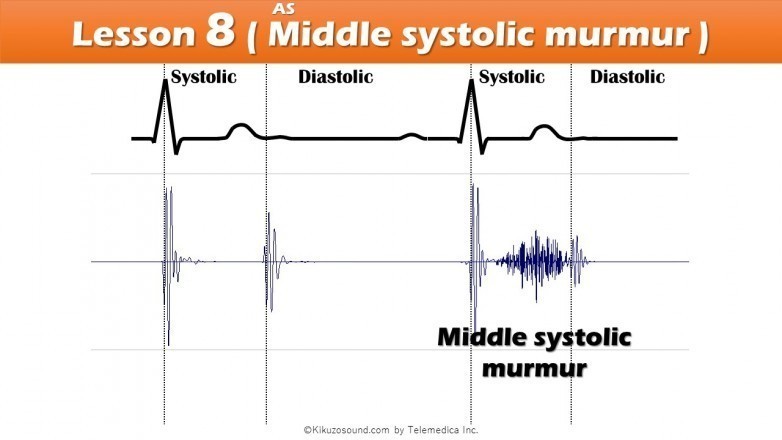 AS
Lesson 8 ( Middle systolic murmur )
Systolic Diastolic Systolic Diastolic
Middle systolic
murmur
©Kikuzosound.com by Telemedica Inc.